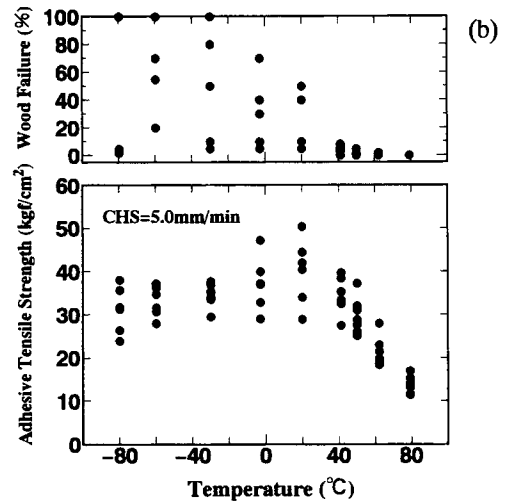 (b)
Wood Failure (%)
100
80
60
40
20
0
Adhesive Tensile Strength (kgf/cm²)
60
50
40
30
20
10
0
CHS=5.0mm/min
−80 −40 0 40 80
Temperature (℃)